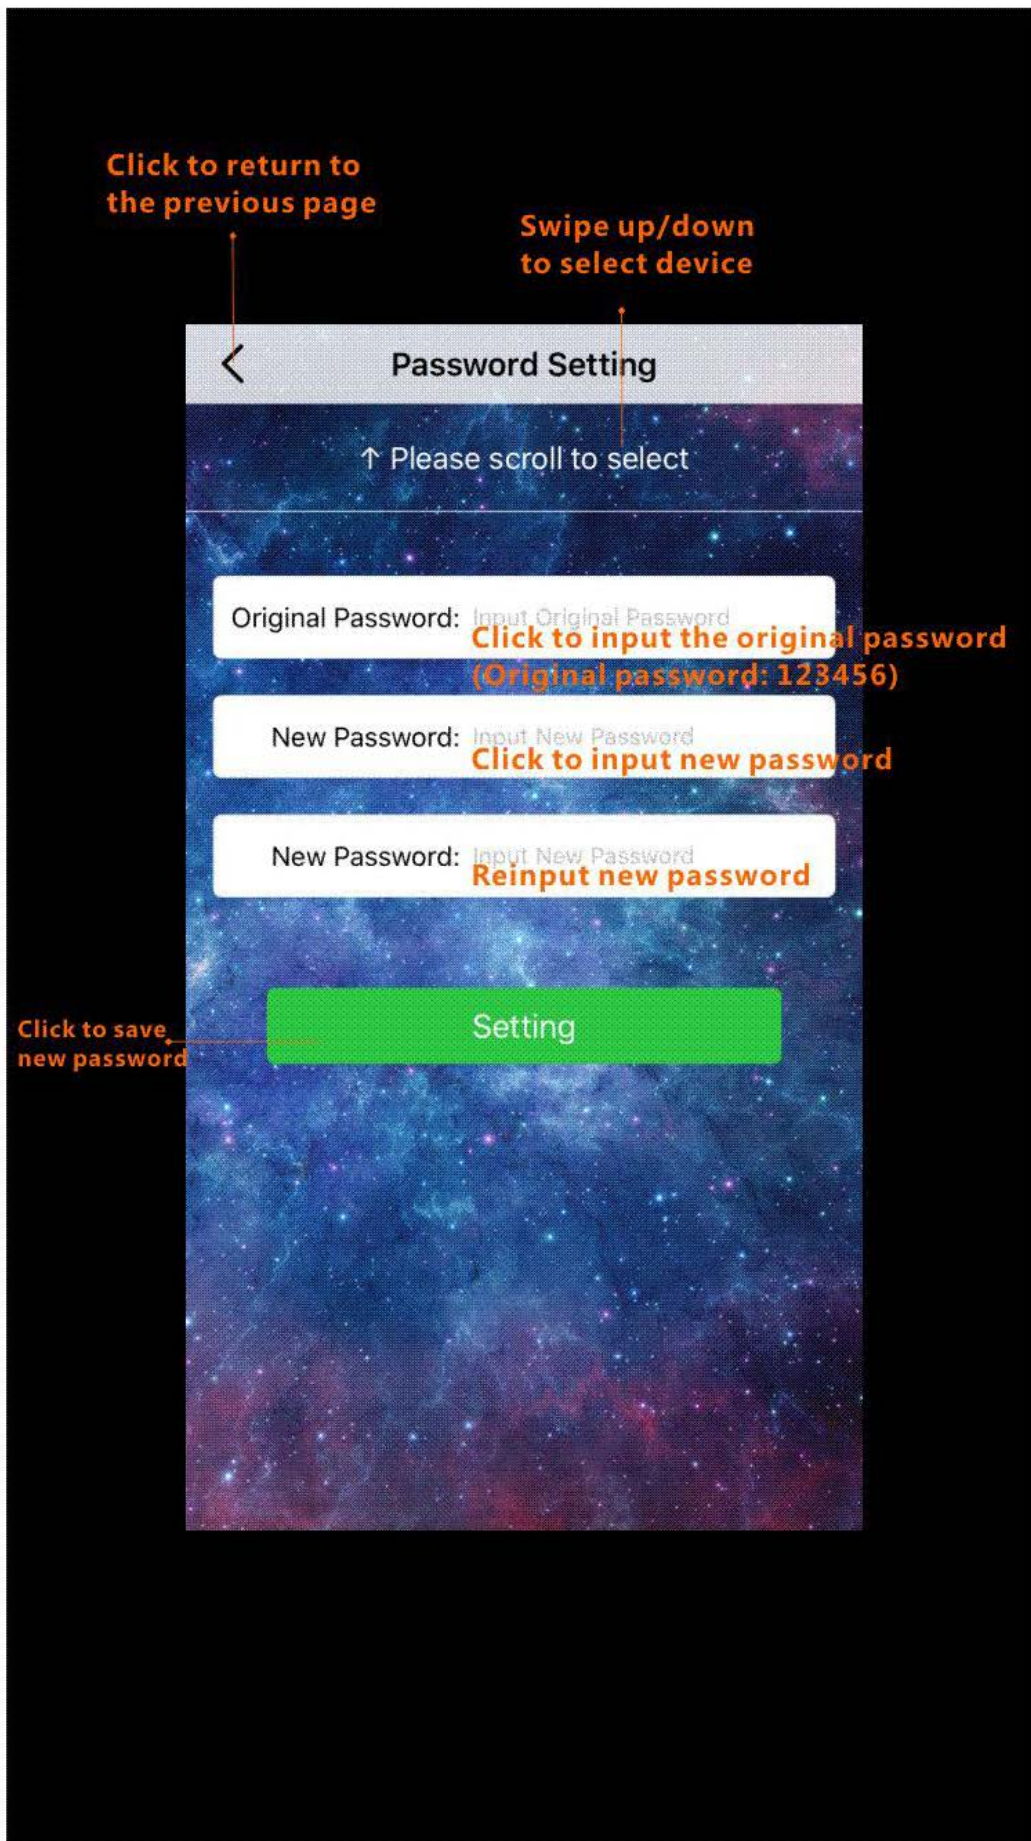 Click to return to
the previous page
Swipe up/down
to select device
Password Setting
↑ Please scroll to select
Original Password: Input Original Password
Click to input the original password
(Original password: 123456)
New Password: Input New Password
Click to input new password
New Password: Input New Password
Reinput new password
Setting
Click to save
new password